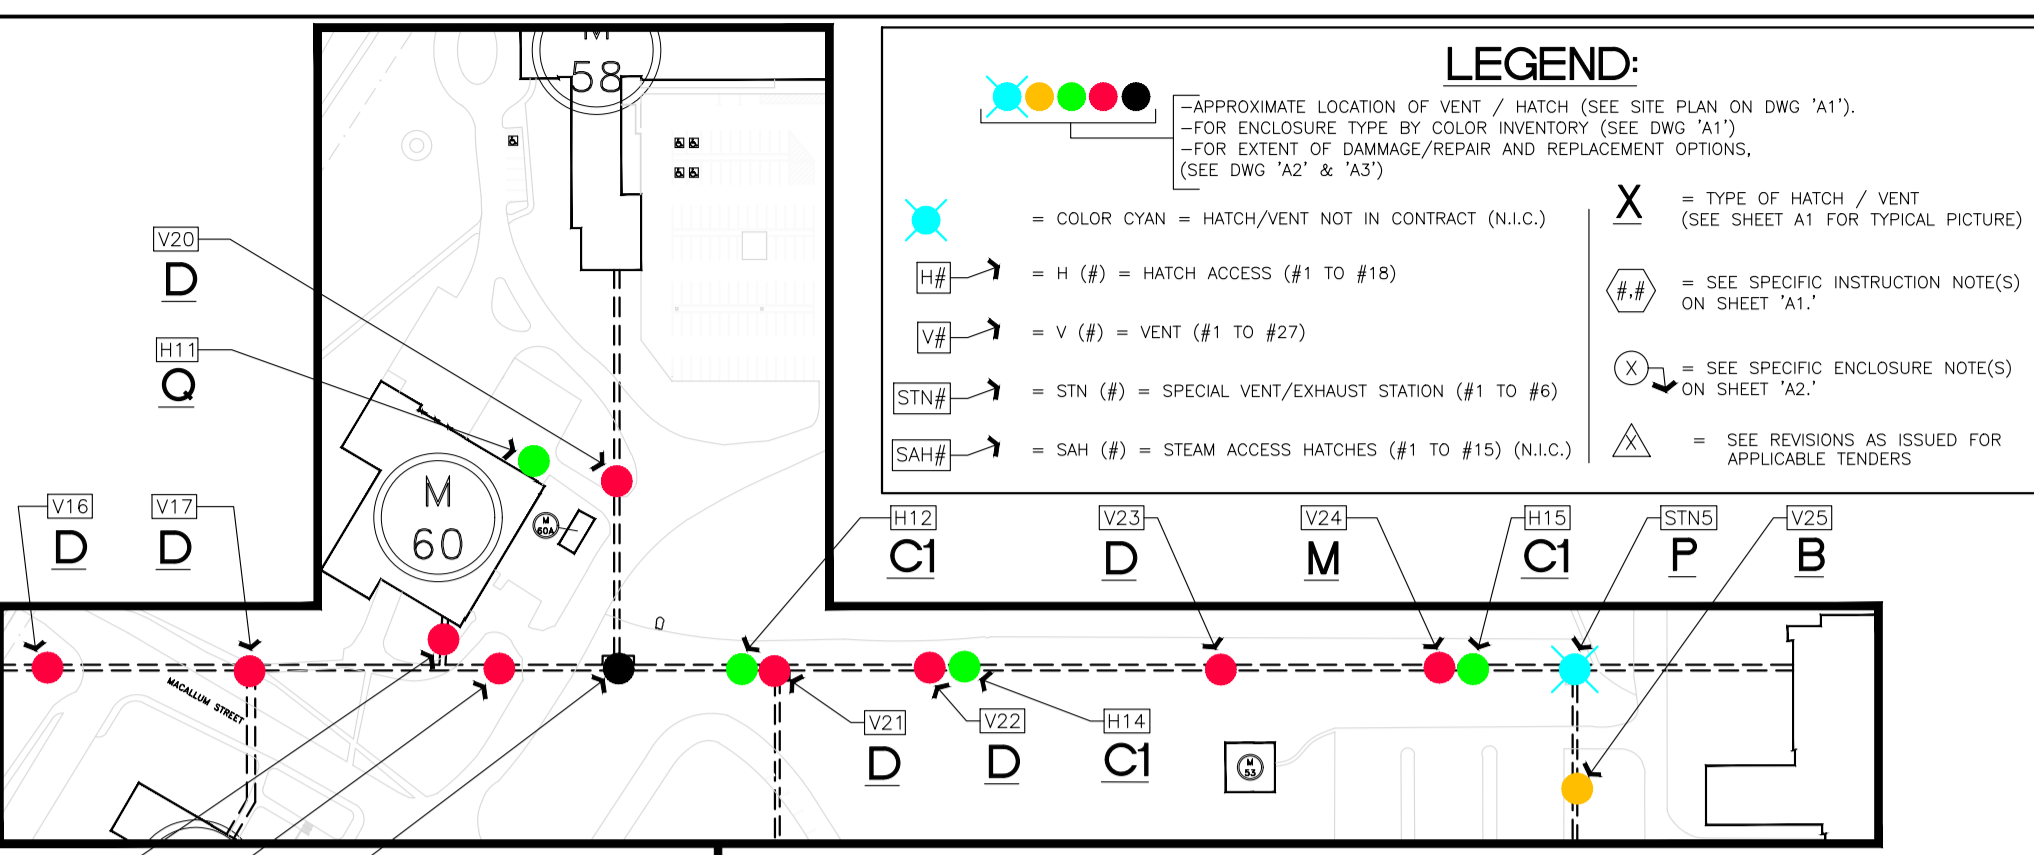 M
58
LEGEND:
-APPROXIMATE LOCATION OF VENT / HATCH (SEE SITE PLAN ON DWG 'A1').
-FOR ENCLOSURE TYPE BY COLOR INVENTORY (SEE DWG 'A1')
-FOR EXTENT OF DAMMAGE/REPAIR AND REPLACEMENT OPTIONS,
(SEE DWG 'A2' & 'A3')
= COLOR CYAN = HATCH/VENT NOT IN CONTRACT (N.I.C.)
H# = H (#) = HATCH ACCESS (#1 TO #18)
V# = V (#) = VENT (#1 TO #27)
STN# = STN (#) = SPECIAL VENT/EXHAUST STATION (#1 TO #6)
SAH# = SAH (#) = STEAM ACCESS HATCHES (#1 TO #15) (N.I.C.)
X = TYPE OF HATCH / VENT
(SEE SHEET A1 FOR TYPICAL PICTURE)
#,# = SEE SPECIFIC INSTRUCTION NOTE(S)
ON SHEET 'A1.'
X = SEE SPECIFIC ENCLOSURE NOTE(S)
ON SHEET 'A2.'
X = SEE REVISIONS AS ISSUED FOR
APPLICABLE TENDERS
V20
D
H11
Q
M
60
M
60A
V16
D
V17
D
H12
C1
V23
D
V24
M
H15
C1
STN5
P
V25
B
MACALLUM STREET
V21
D
V22
D
H14
C1
M
53